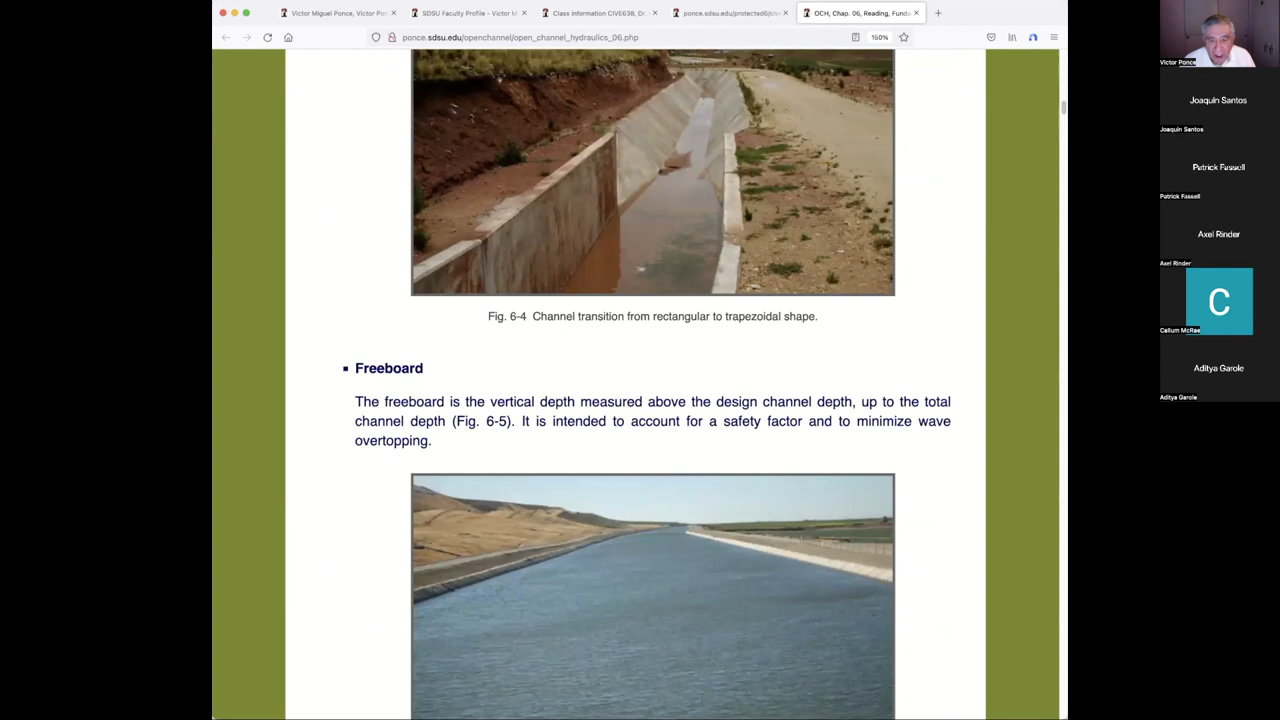 Victor Miguel Ponce, Victor Pon
SDSU Faculty Profile - Victor M
Class Information CIVE638, Dr.
ponce.sdsu.edu/protected6/cive
OCH, Chap. 06, Reading, Funda
ponce.sdsu.edu/openchannel/open_channel_hydraulics_06.php
150%
Fig. 6-4 Channel transition from rectangular to trapezoidal shape.
Freeboard
The freeboard is the vertical depth measured above the design channel depth, up to the total
channel depth (Fig. 6-5). It is intended to account for a safety factor and to minimize wave
overtopping.
Victor Ponce
Joaquin Santos
Joaquin Santos
Patrick Fassell
Patrick Fassell
Axel Rinder
Axel Rinder
C
Callum McRae
Aditya Garole
Aditya Garole